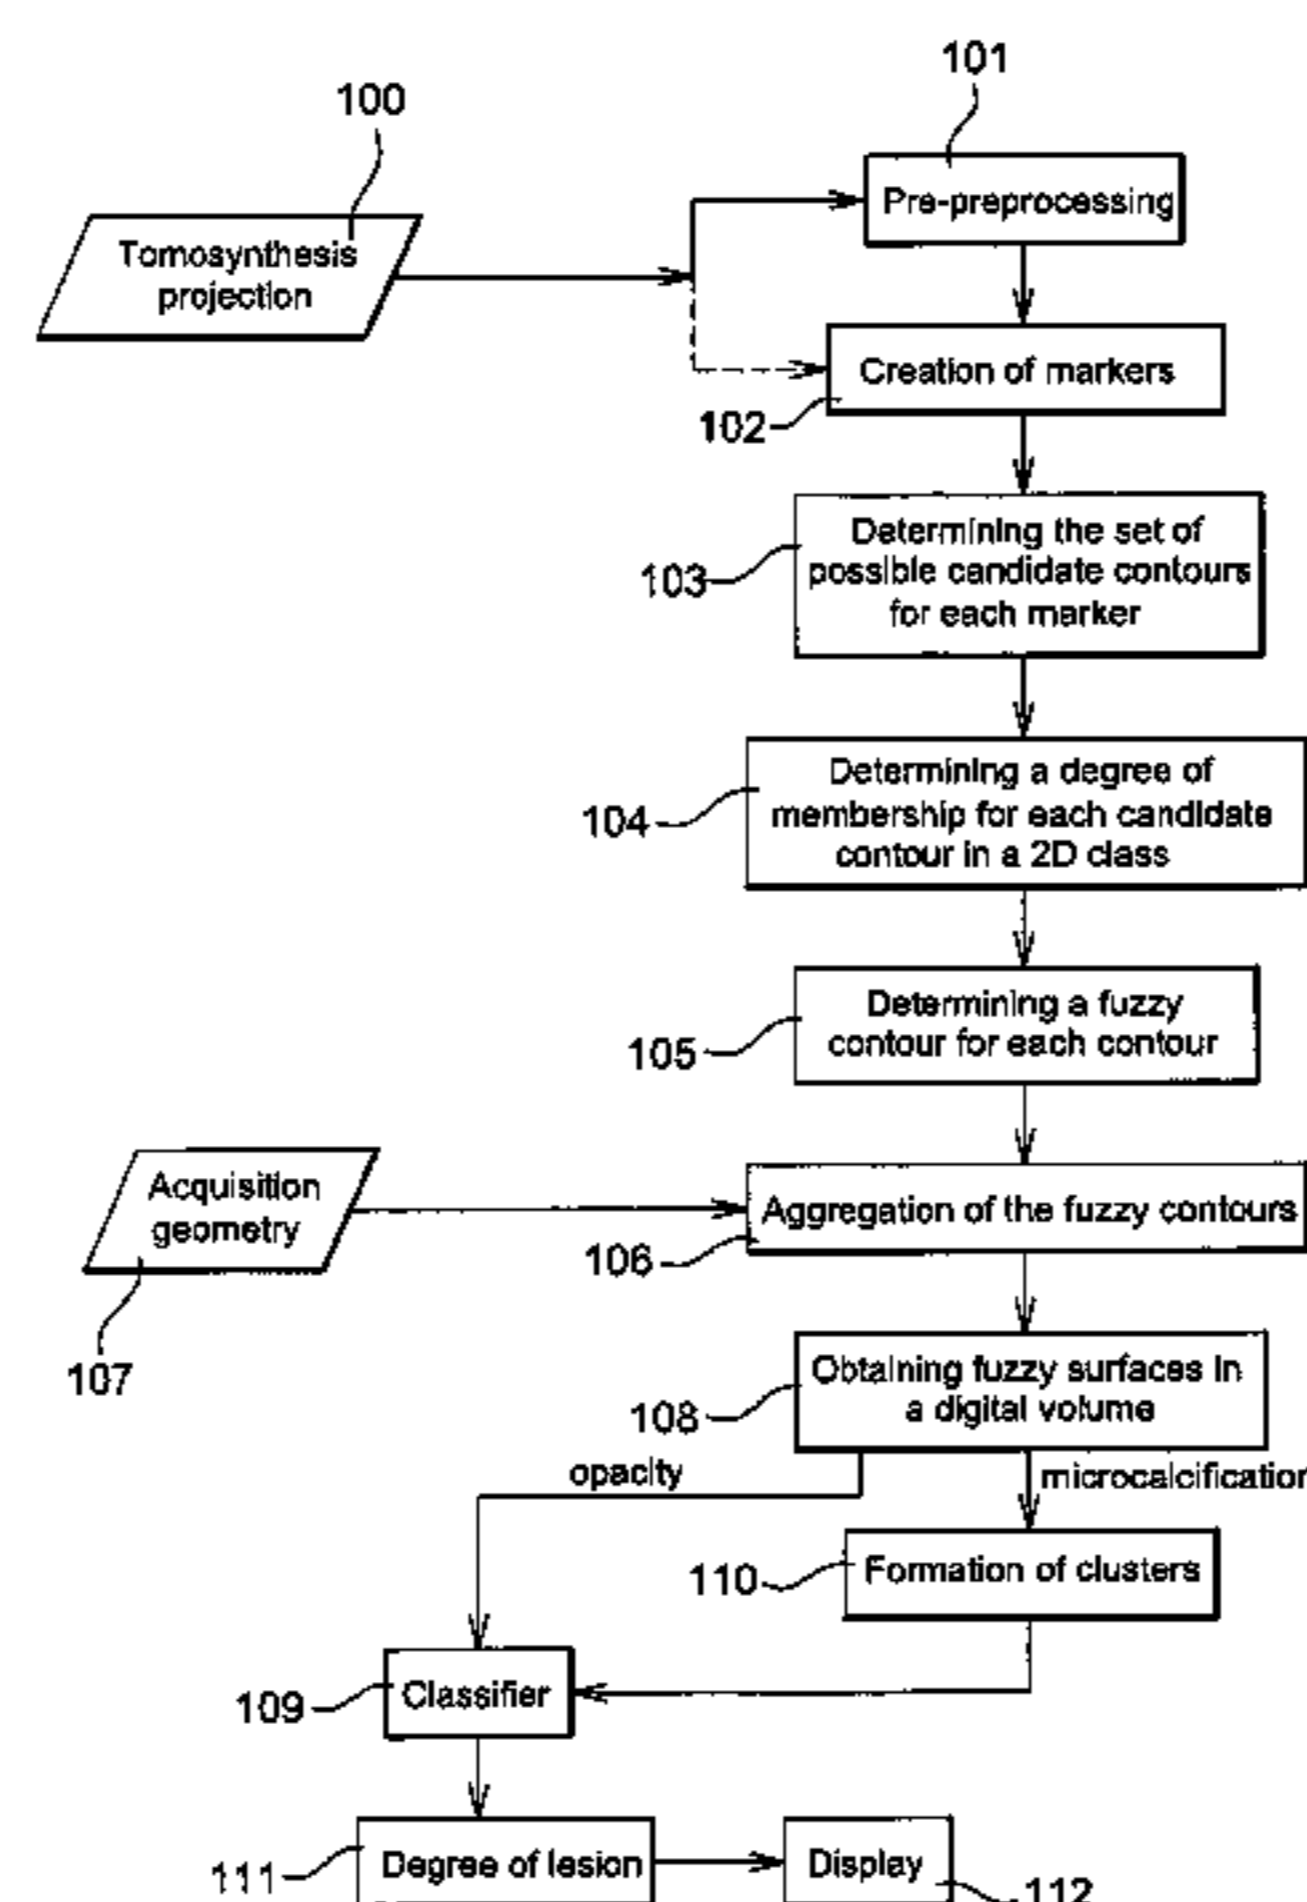 101
100
Pre-preprocessing
Tomosynthesis
projection
Creation of markers
102
Determining the set of
possible candidate contours
for each marker
103
Determining a degree of
membership for each candidate
contour in a 2D class
104
Determining a fuzzy
contour for each contour
105
Acquisition
geometry
Aggregation of the fuzzy contours
106
107
Obtaining fuzzy surfaces in
a digital volume
108
opacity
microcalcification
Formation of clusters
110
Classifier
109
Degree of lesion
Display
111
112